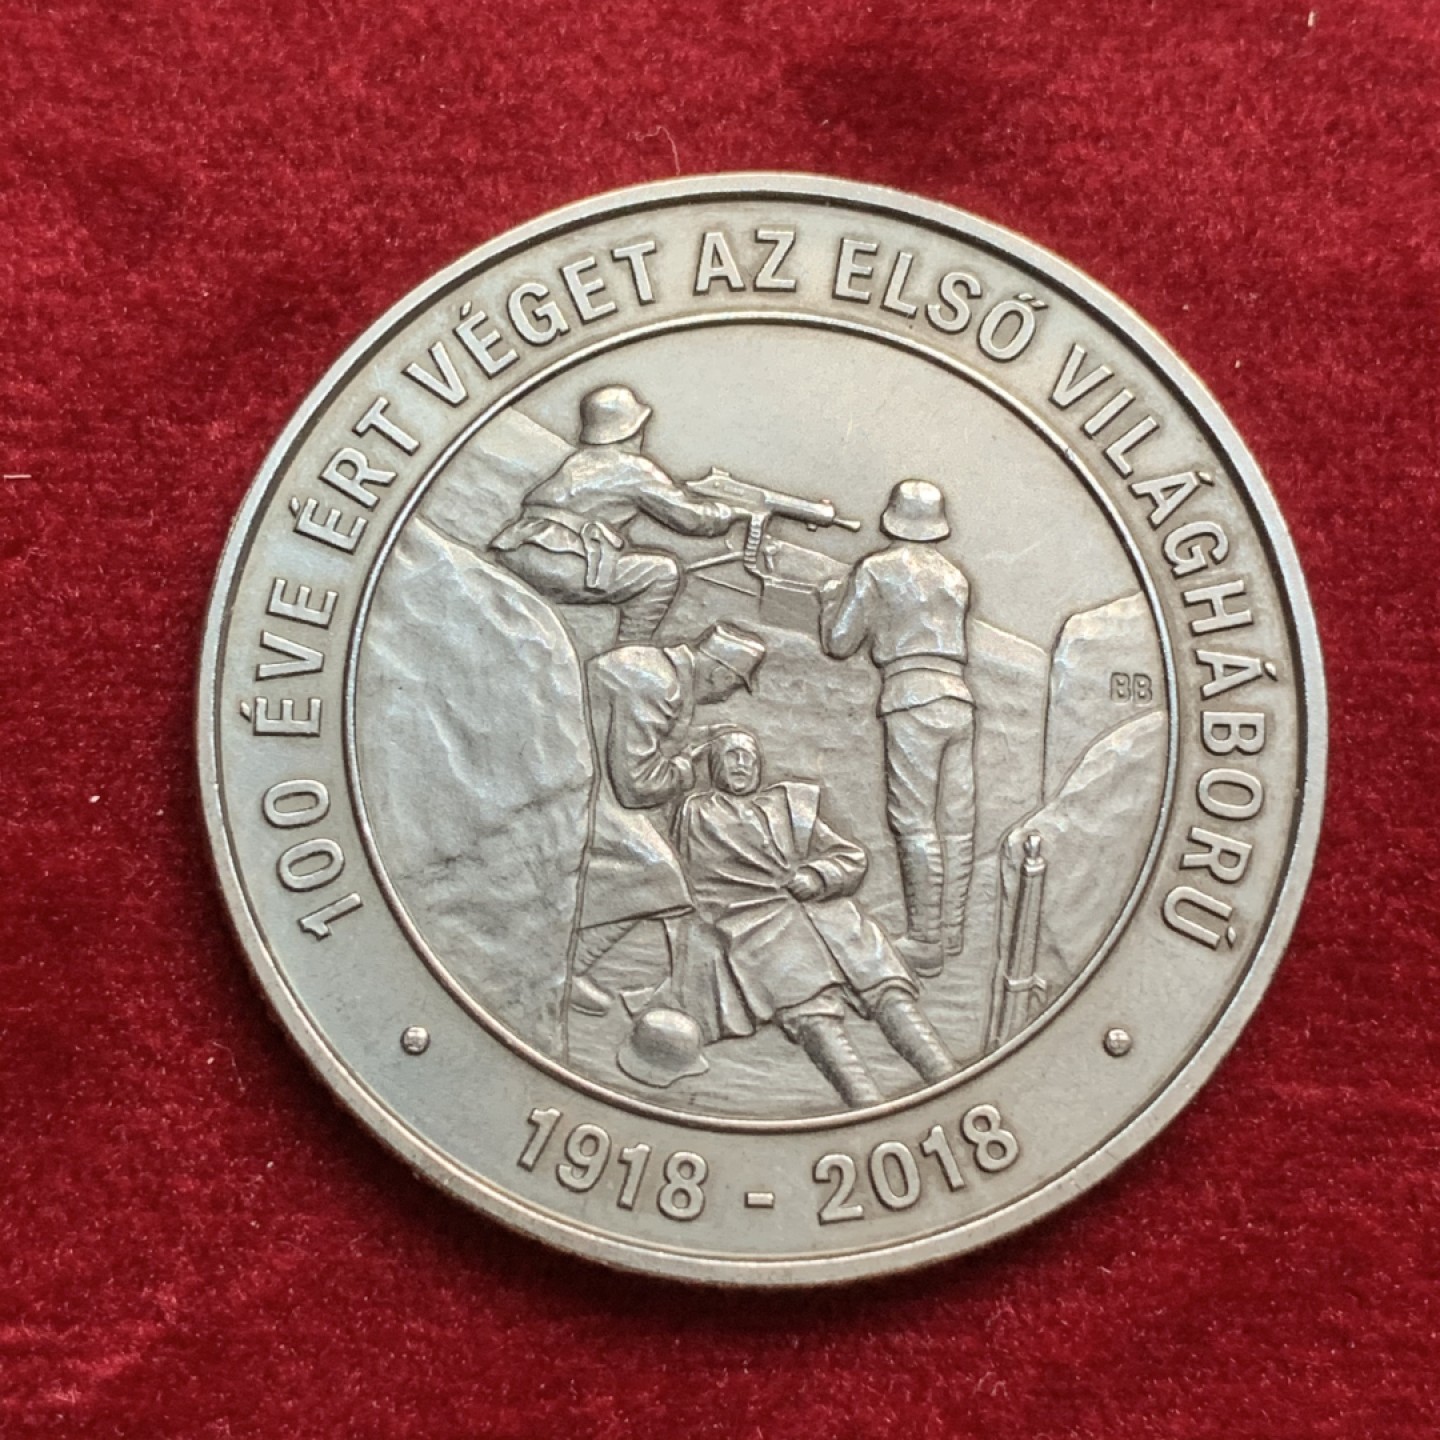 100 ÉVE ÉRT VÉGET AZ ELSŐ VILÁGHÁBORÚ
BB
1918 - 2018